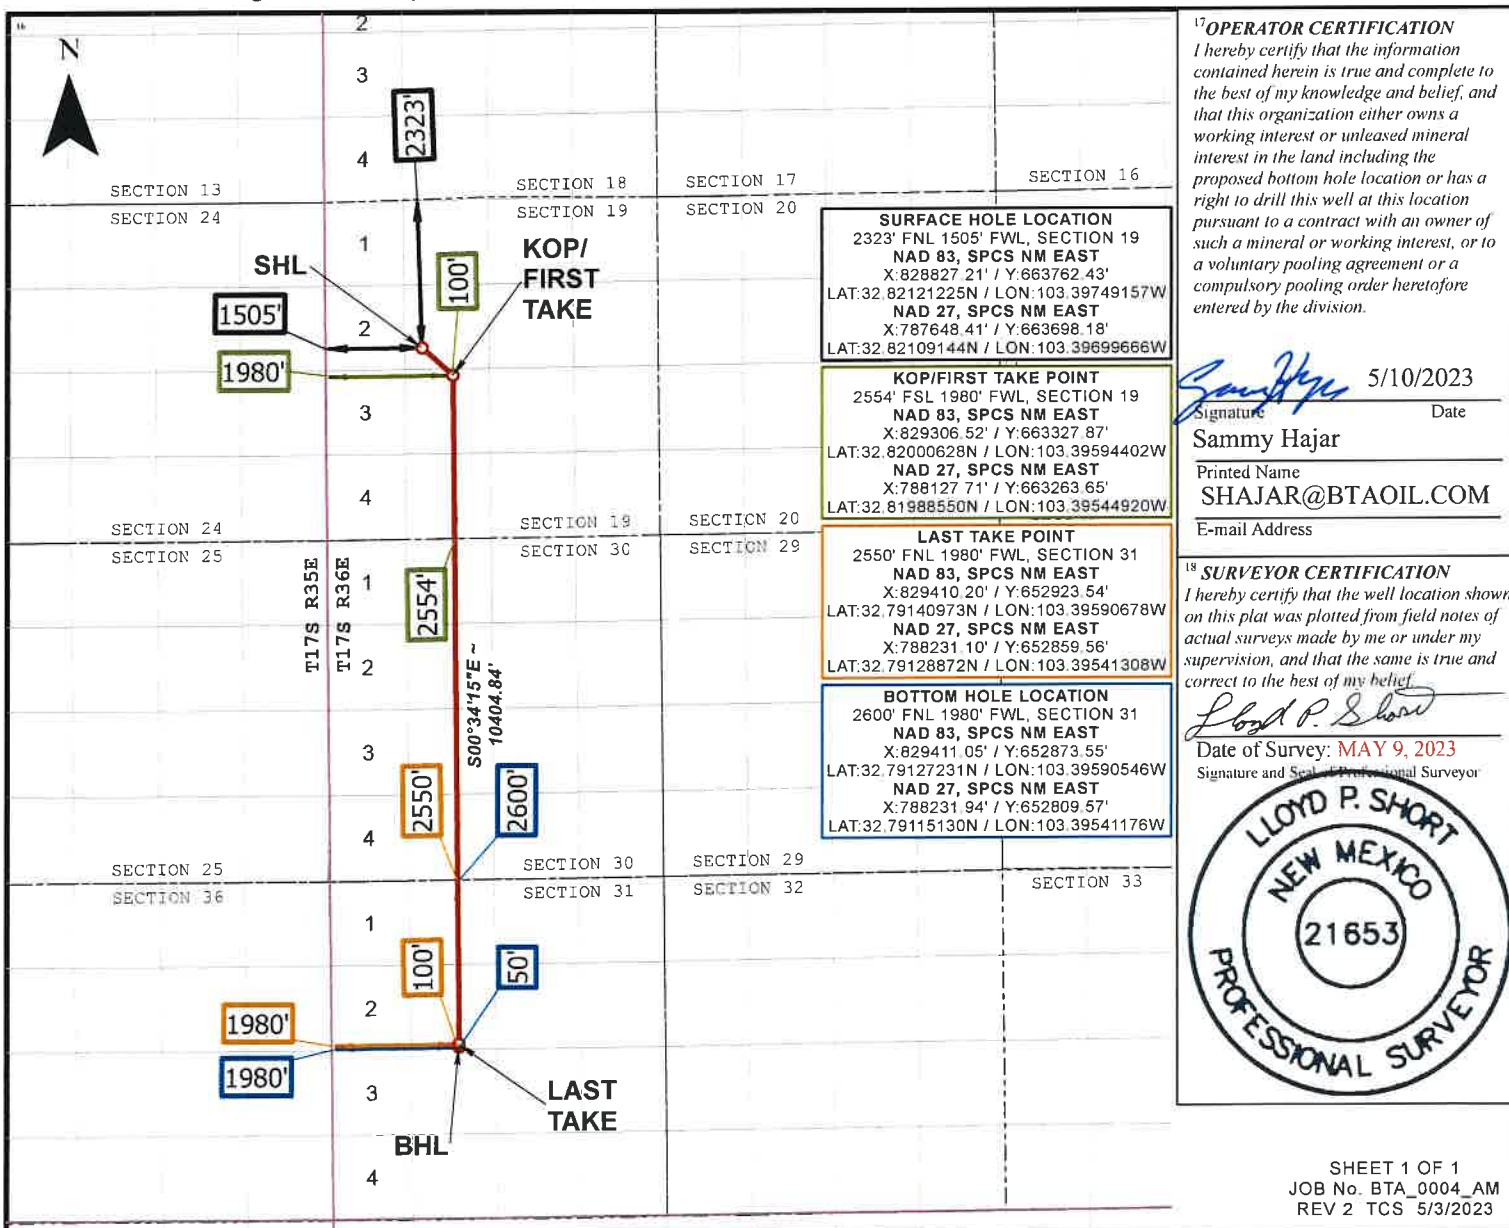 16
N
2
3
4
2323'
SECTION 13
SECTION 18
SECTION 17
SECTION 16
SECTION 24
SECTION 19
SECTION 20
1
SHL
100'
KOP/
FIRST
TAKE
1505'
2
1980'
3
4
SECTION 24
SECTION 19
SECTION 20
SECTION 25
SECTION 30
SECTION 29
T17S R35E
T17S R36E
1
2554'
2
S00°34'15"E ~
10404.84'
3
2550'
2600'
4
SECTION 25
SECTION 30
SECTION 29
SECTION 36
SECTION 31
SECTION 32
SECTION 33
1
100'
50'
2
1980'
1980'
3
LAST
TAKE
BHL
4
SURFACE HOLE LOCATION
2323' FNL 1505' FWL, SECTION 19
NAD 83, SPCS NM EAST
X:828827.21' / Y:663762.43'
LAT:32.82121225N / LON:103.39749157W
NAD 27, SPCS NM EAST
X:787648.41' / Y:663698.18'
LAT:32.82109144N / LON:103.39699666W
KOP/FIRST TAKE POINT
2554' FSL 1980' FWL, SECTION 19
NAD 83, SPCS NM EAST
X:829306.52' / Y:663327.87'
LAT:32.82000628N / LON:103.39594402W
NAD 27, SPCS NM EAST
X:788127.71' / Y:663263.65'
LAT:32.81988550N / LON:103.39544920W
LAST TAKE POINT
2550' FNL 1980' FWL, SECTION 31
NAD 83, SPCS NM EAST
X:829410.20' / Y:652923.54'
LAT:32.79140973N / LON:103.39590678W
NAD 27, SPCS NM EAST
X:788231.10' / Y:652859.56'
LAT:32.79128872N / LON:103.39541308W
BOTTOM HOLE LOCATION
2600' FNL 1980' FWL, SECTION 31
NAD 83, SPCS NM EAST
X:829411.05' / Y:652873.55'
LAT:32.79127231N / LON:103.39590546W
NAD 27, SPCS NM EAST
X:788231.94' / Y:652809.57'
LAT:32.79115130N / LON:103.39541176W
17 OPERATOR CERTIFICATION
I hereby certify that the information
contained herein is true and complete to
the best of my knowledge and belief, and
that this organization either owns a
working interest or unleased mineral
interest in the land including the
proposed bottom hole location or has a
right to drill this well at this location
pursuant to a contract with an owner of
such a mineral or working interest, or to
a voluntary pooling agreement or a
compulsory pooling order heretofore
entered by the division.
5/10/2023
Signature Date
Sammy Hajar
Printed Name
SHAJAR@BTAOIL.COM
E-mail Address
18 SURVEYOR CERTIFICATION
I hereby certify that the well location shown
on this plat was plotted from field notes of
actual surveys made by me or under my
supervision, and that the same is true and
correct to the best of my belief.
Lloyd P. Short
Date of Survey: MAY 9, 2023
Signature and Seal of Professional Surveyor
LLOYD P. SHORT
NEW MEXICO
21653
PROFESSIONAL SURVEYOR
SHEET 1 OF 1
JOB No. BTA_0004_AM
REV 2 TCS 5/3/2023